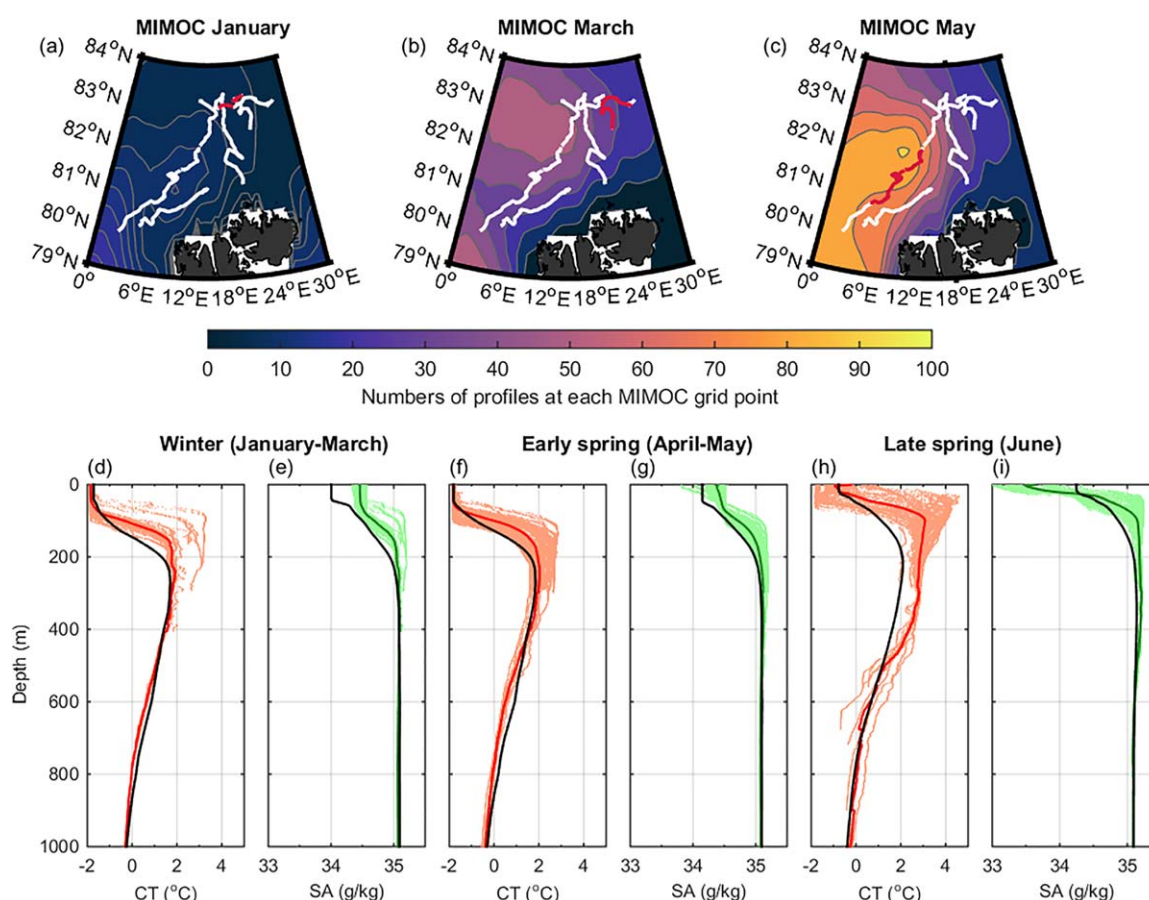 MIMOC January
MIMOC March
MIMOC May
(a)
84°N
83°N
82°N
81°N
80°N
79°N
0°
6°E
12°E
18°E
24°E
30°E
(b)
84°N
83°N
82°N
81°N
80°N
79°N
0°
6°E
12°E
18°E
24°E
30°E
(c)
84°N
83°N
82°N
81°N
80°N
79°N
0°
6°E
12°E
18°E
24°E
30°E
0 10 20 30 40 50 60 70 80 90 100
Numbers of profiles at each MIMOC grid point
Winter (January-March)
Early spring (April-May)
Late spring (June)
(d) (e) (f) (g) (h) (i)
0
200
400
600
800
1000
Depth (m)
-2 0 2 4
33 34 35
-2 0 2 4
33 34 35
-2 0 2 4
33 34 35
CT (°C)
SA (g/kg)
CT (°C)
SA (g/kg)
CT (°C)
SA (g/kg)